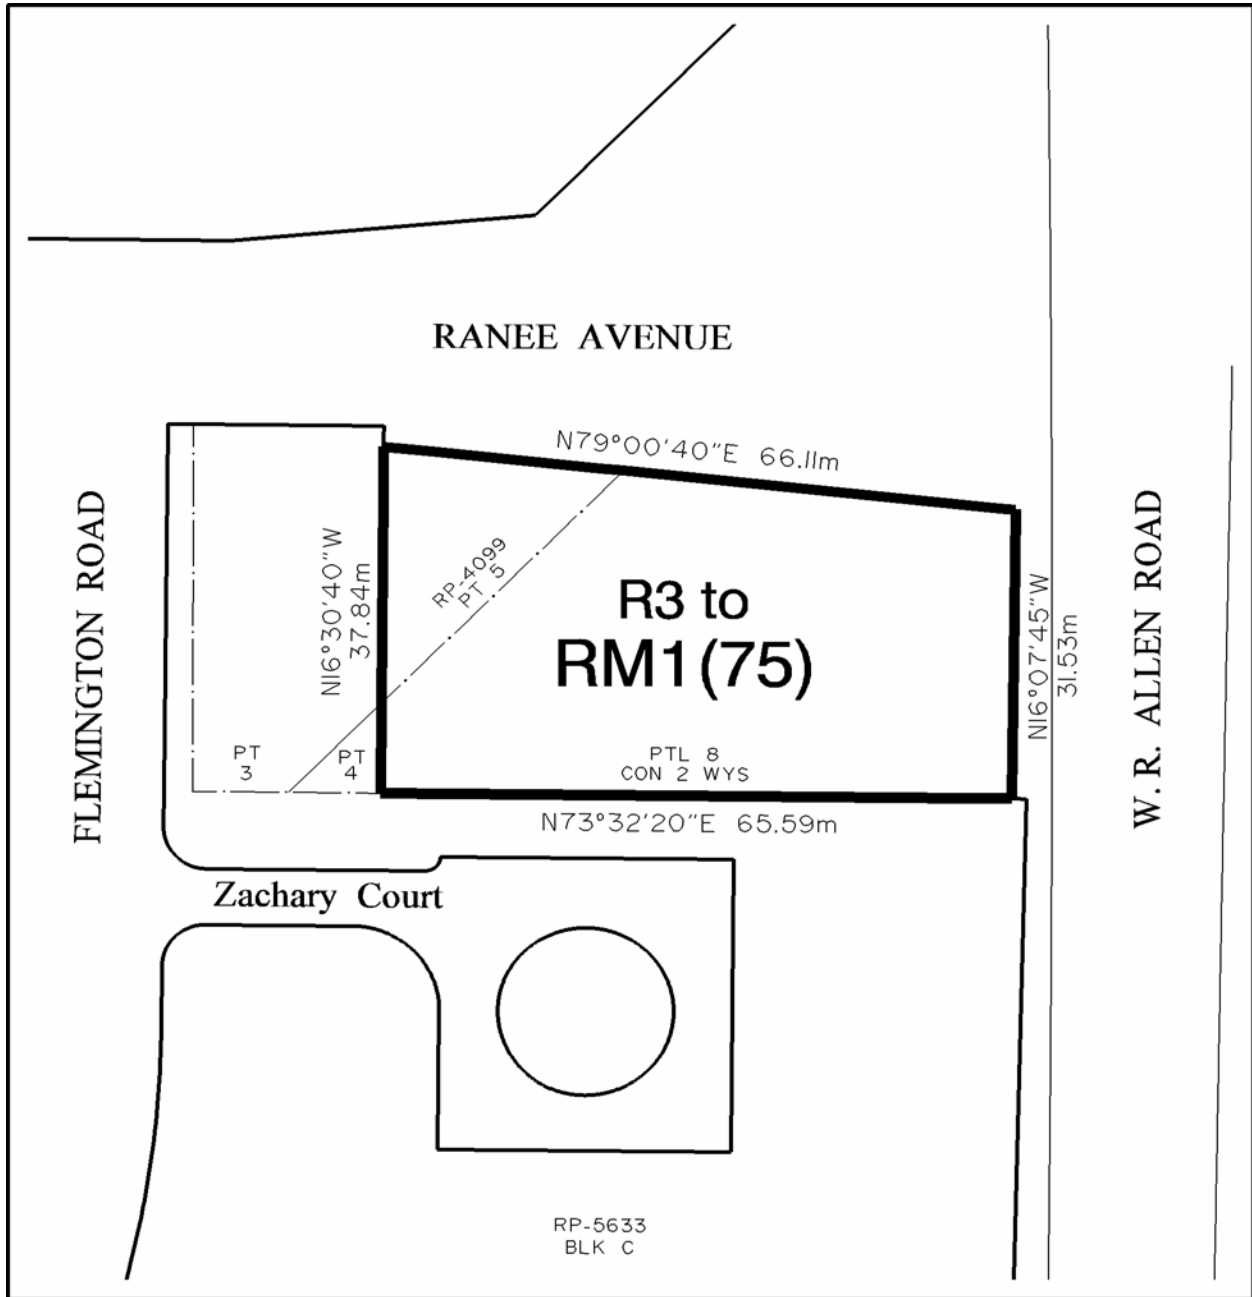 RANEE AVENUE
N79°00'40"E 66.11m
FLEMINGTON ROAD
N16°30'40"W
37.84m
RP-4099
PT 5
R3 to
RM1(75)
N16°07'45"W
31.53m
W. R. ALLEN ROAD
PT
3
PT
4
PTL 8
CON 2 WYS
N73°32'20"E 65.59m
Zachary Court
RP-5633
BLK C